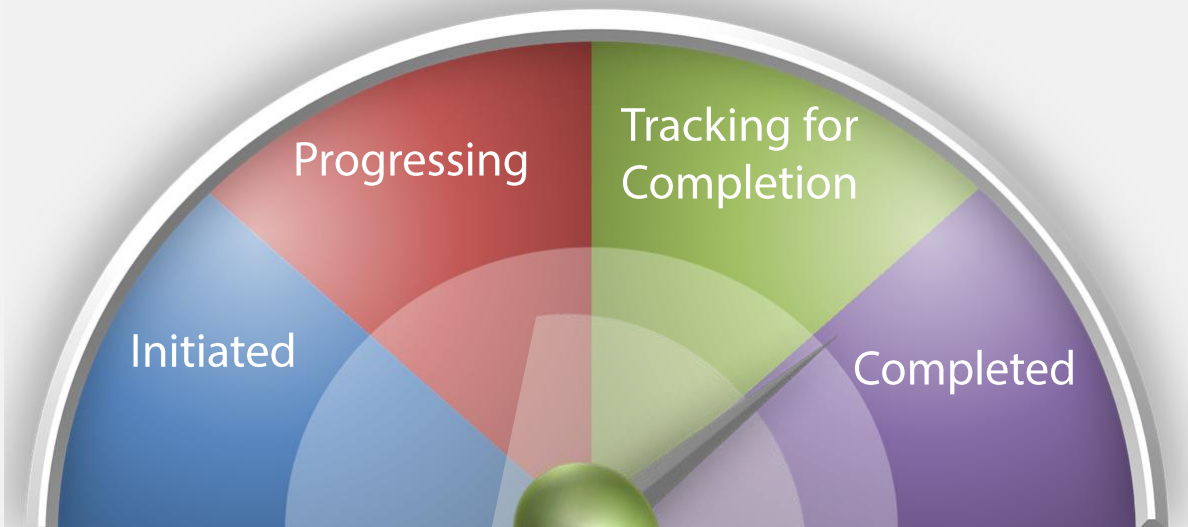 Initiated
Progressing
Tracking for
Completion
Completed